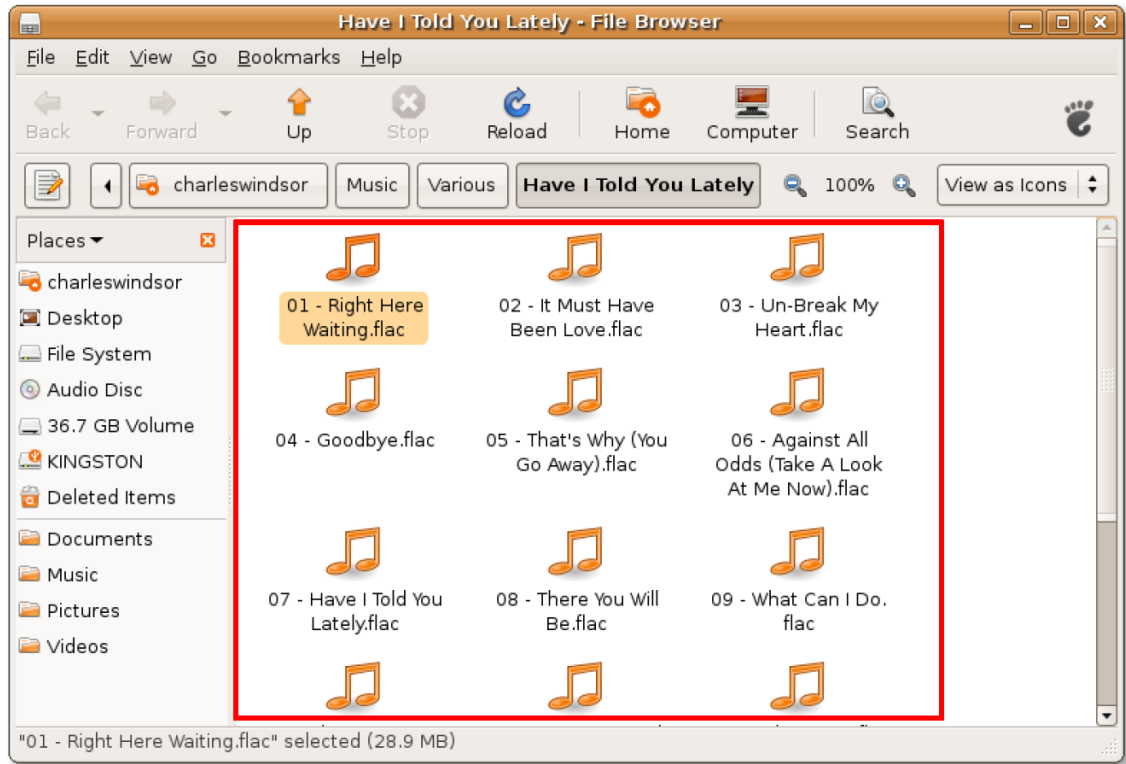 Have I Told You Lately - File Browser
File Edit View Go Bookmarks Help
Back Forward Up Stop Reload Home Computer Search
charleswindsor Music Various Have I Told You Lately 100% View as Icons
Places
charleswindsor
Desktop
File System
Audio Disc
36.7 GB Volume
KINGSTON
Deleted Items
Documents
Music
Pictures
Videos
01 - Right Here
Waiting.flac
02 - It Must Have
Been Love.flac
03 - Un-Break My
Heart.flac
04 - Goodbye.flac
05 - That's Why (You
Go Away).flac
06 - Against All
Odds (Take A Look
At Me Now).flac
07 - Have I Told You
Lately.flac
08 - There You Will
Be.flac
09 - What Can I Do.
flac
"01 - Right Here Waiting.flac" selected (28.9 MB)